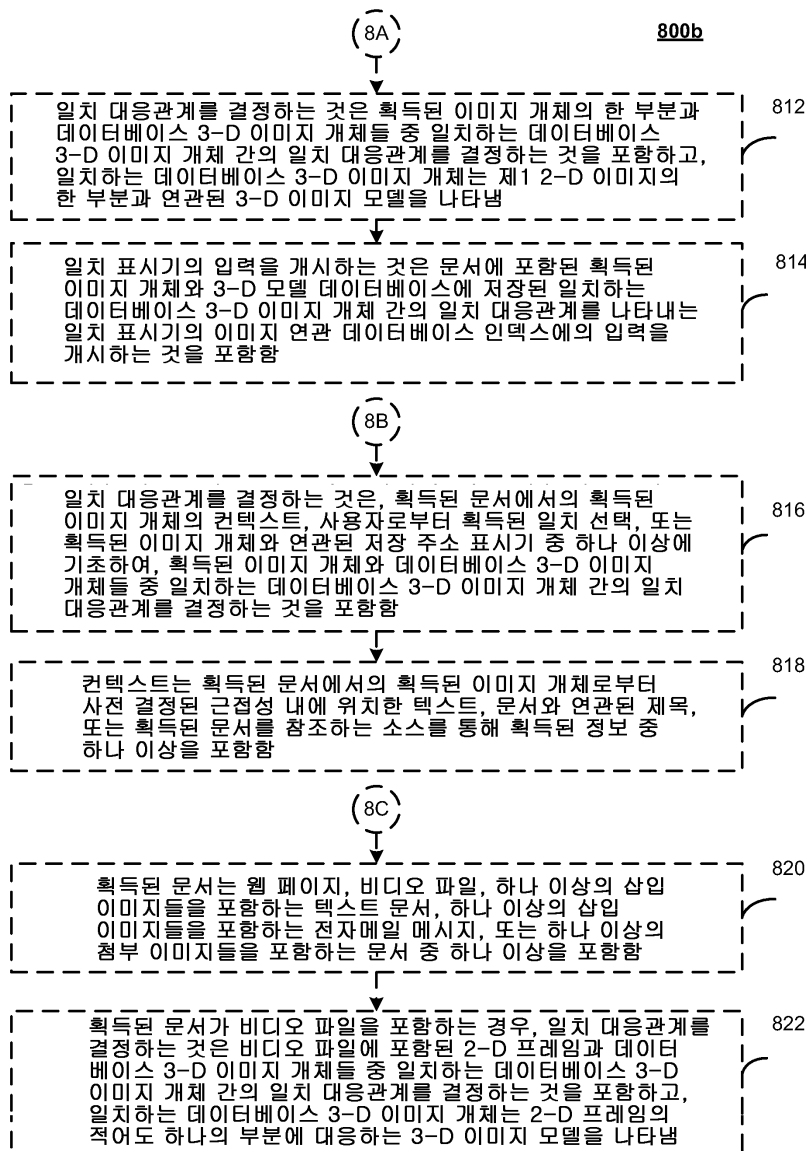 8A
800b
일치 대응관계를 결정하는 것은 획득된 이미지 개체의 한 부분과
데이터베이스 3-D 이미지 개체들 중 일치하는 데이터베이스
3-D 이미지 개체 간의 일치 대응관계를 결정하는 것을 포함하고,
일치하는 데이터베이스 3-D 이미지 개체는 제1 2-D 이미지의
한 부분과 연관된 3-D 이미지 모델을 나타냄
812
일치 표시기의 입력을 개시하는 것은 문서에 포함된 획득된
이미지 개체와 3-D 모델 데이터베이스에 저장된 일치하는
데이터베이스 3-D 이미지 개체 간의 일치 대응관계를 나타내는
일치 표시기의 이미지 연관 데이터베이스 인덱스에의 입력을
개시하는 것을 포함함
814
8B
일치 대응관계를 결정하는 것은, 획득된 문서에서의 획득된
이미지 개체의 컨텍스트, 사용자로부터 획득된 일치 선택, 또는
획득된 이미지 개체와 연관된 저장 주소 표시기 중 하나 이상에
기초하여, 획득된 이미지 개체와 데이터베이스 3-D 이미지
개체들 중 일치하는 데이터베이스 3-D 이미지 개체 간의 일치
대응관계를 결정하는 것을 포함함
816
컨텍스트는 획득된 문서에서의 획득된 이미지 개체로부터
사전 결정된 근접성 내에 위치한 텍스트, 문서와 연관된 제목,
또는 획득된 문서를 참조하는 소스를 통해 획득된 정보 중
하나 이상을 포함함
818
8C
획득된 문서는 웹 페이지, 비디오 파일, 하나 이상의 삽입
이미지들을 포함하는 텍스트 문서, 하나 이상의 삽입
이미지들을 포함하는 전자메일 메시지, 또는 하나 이상의
첨부 이미지들을 포함하는 문서 중 하나 이상을 포함함
820
획득된 문서가 비디오 파일을 포함하는 경우, 일치 대응관계를
결정하는 것은 비디오 파일에 포함된 2-D 프레임과 데이터
베이스 3-D 이미지 개체들 중 일치하는 데이터베이스 3-D
이미지 개체 간의 일치 대응관계를 결정하는 것을 포함하고,
일치하는 데이터베이스 3-D 이미지 개체는 2-D 프레임의
적어도 하나의 부분에 대응하는 3-D 이미지 모델을 나타냄
822